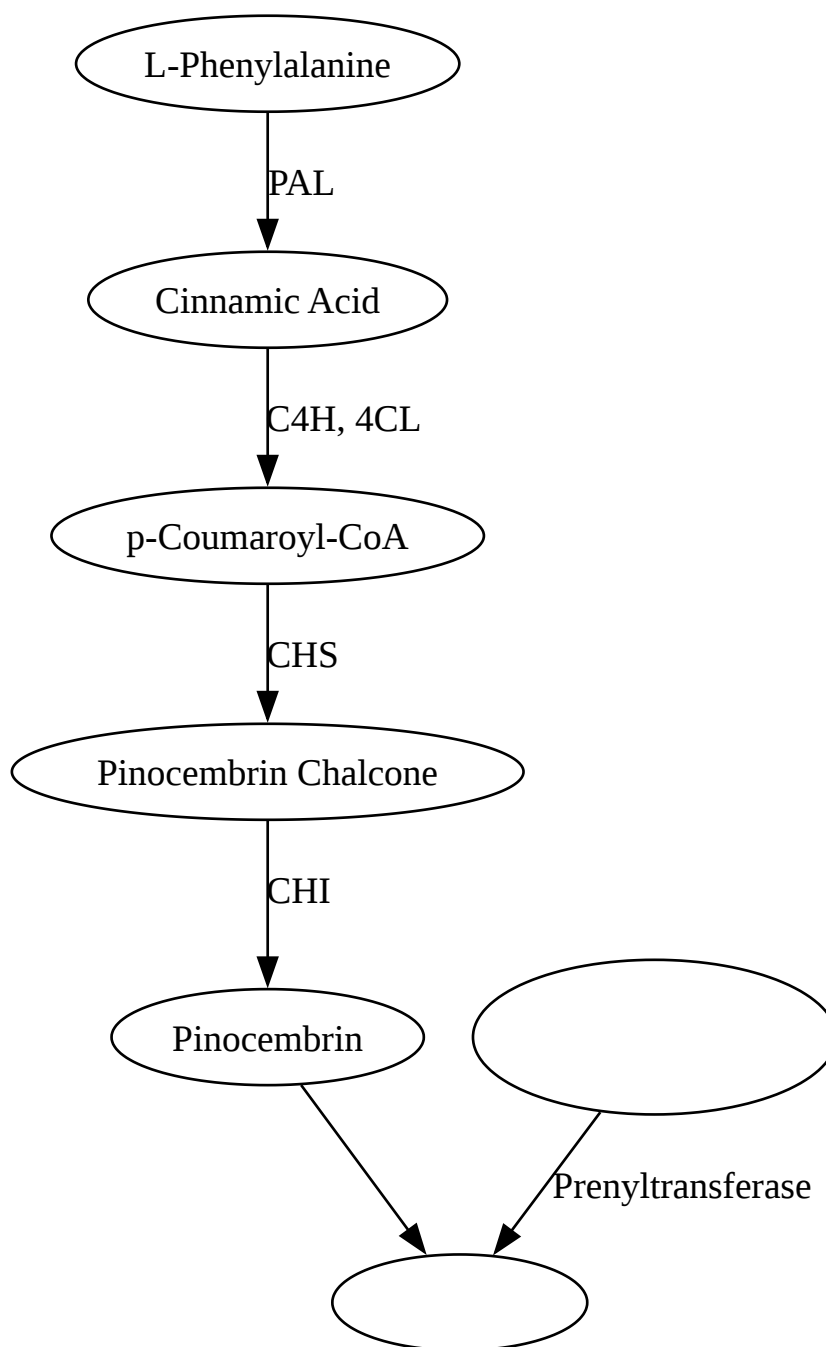 L-Phenylalanine
PAL
Cinnamic Acid
C4H, 4CL
p-Coumaroyl-CoA
CHS
Pinocembrin Chalcone
CHI
Pinocembrin
Prenyltransferase